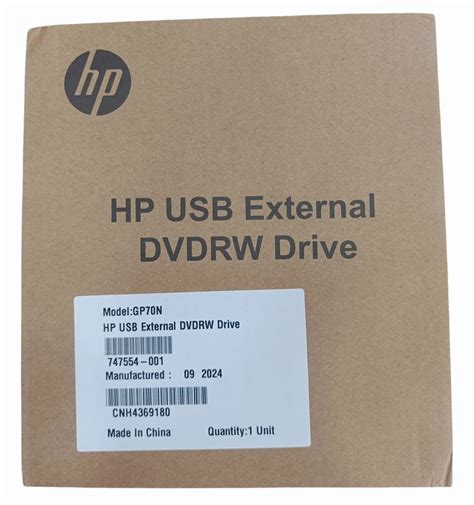 hp
HP USB External
DVDRW Drive
Model:GP70N
HP USB External DVDRW Drive
747554-001
Manufactured : 09 2024
CNH4369180
Made In China Quantity:1 Unit